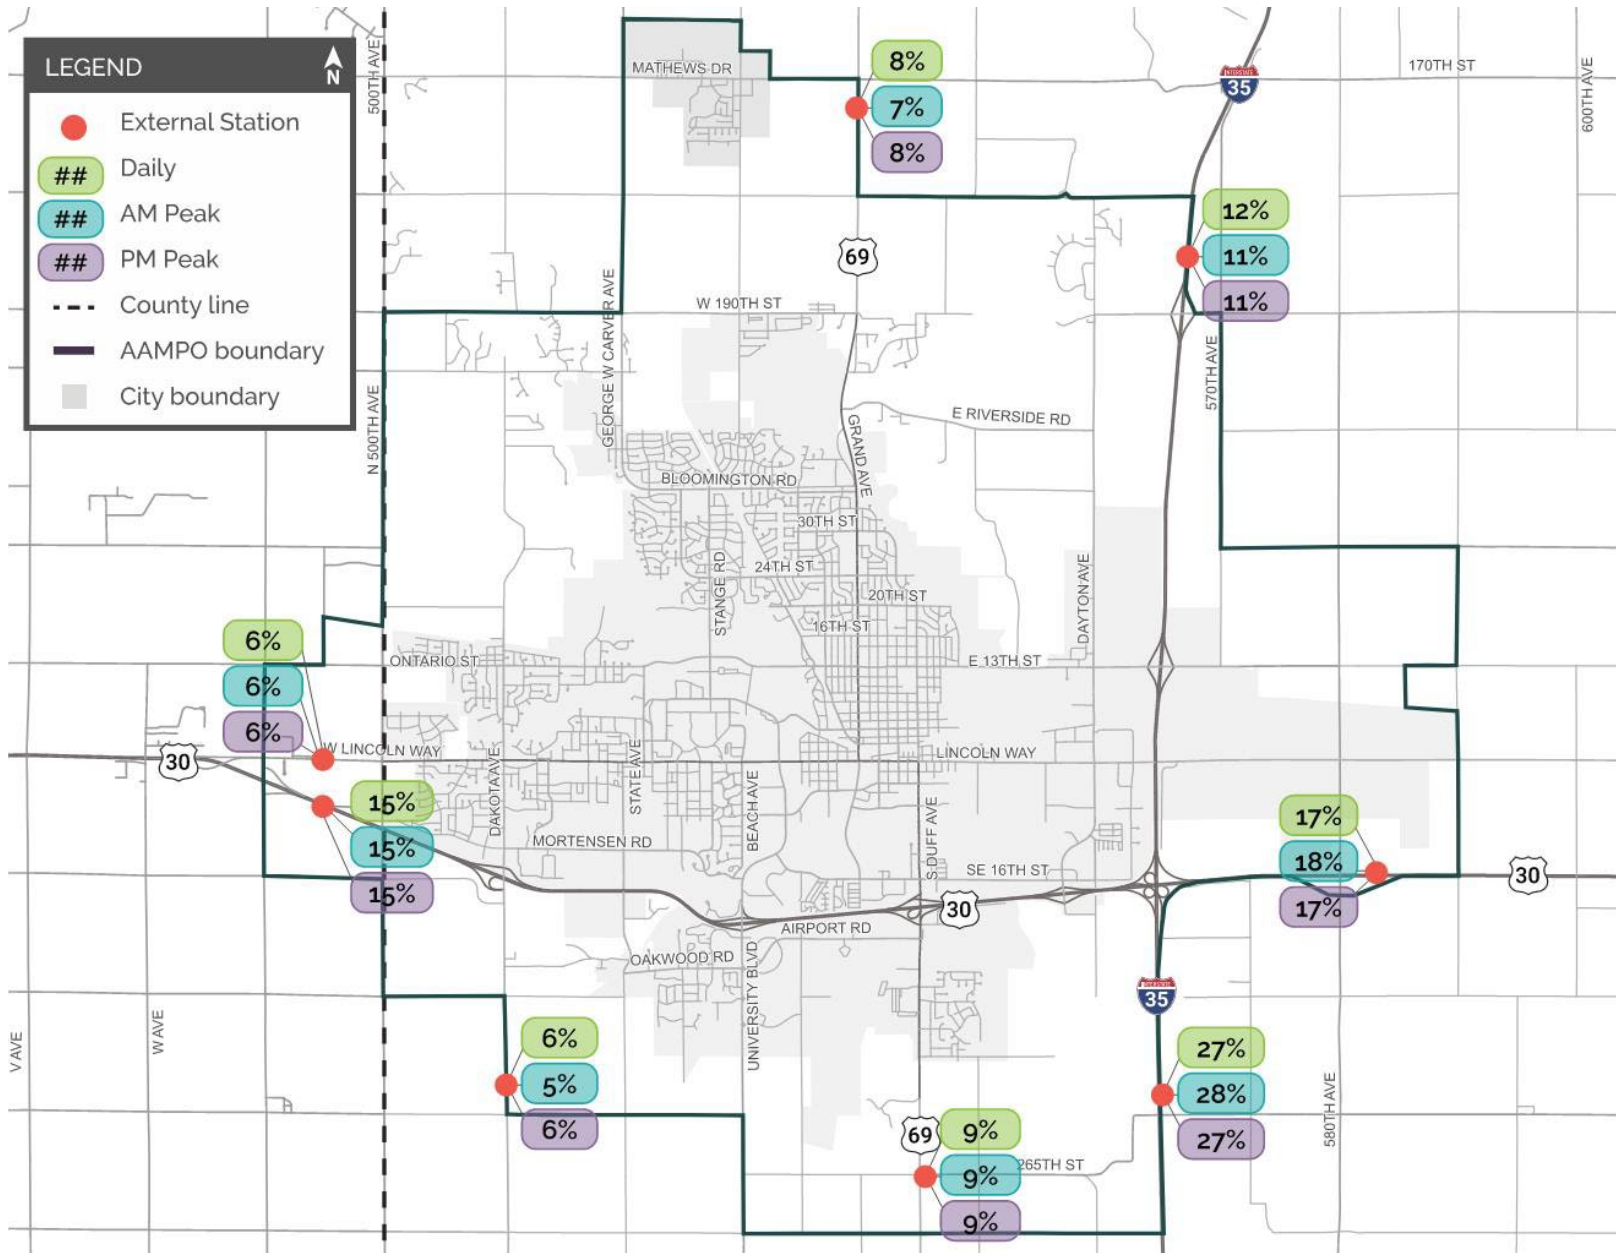 LEGEND
N
External Station
## Daily
## AM Peak
## PM Peak
County line
AAMPO boundary
City boundary
500TH AVE
MATHEWS DR
8%
7%
8%
INTERSTATE
35
170TH ST
600TH AVE
12%
11%
11%
69
GEORGE W CARVER AVE
W 190TH ST
570TH AVE
N 500TH AVE
E RIVERSIDE RD
GRAND AVE
BLOOMINGTON RD
30TH ST
STANGE RD
24TH ST
20TH ST
16TH ST
DAYTON AVE
ONTARIO ST
E 13TH ST
6%
6%
6%
30
W LINCOLN WAY
LINCOLN WAY
15%
15%
15%
DAKOTA AVE
STATE AVE
BEACH AVE
S DUFF AVE
MORTENSEN RD
SE 16TH ST
17%
18%
17%
30
30
AIRPORT RD
OAKWOOD RD
UNIVERSITY BLVD
INTERSTATE
35
V AVE
W AVE
6%
5%
6%
27%
28%
27%
580TH AVE
69
9%
9%
9%
265TH ST